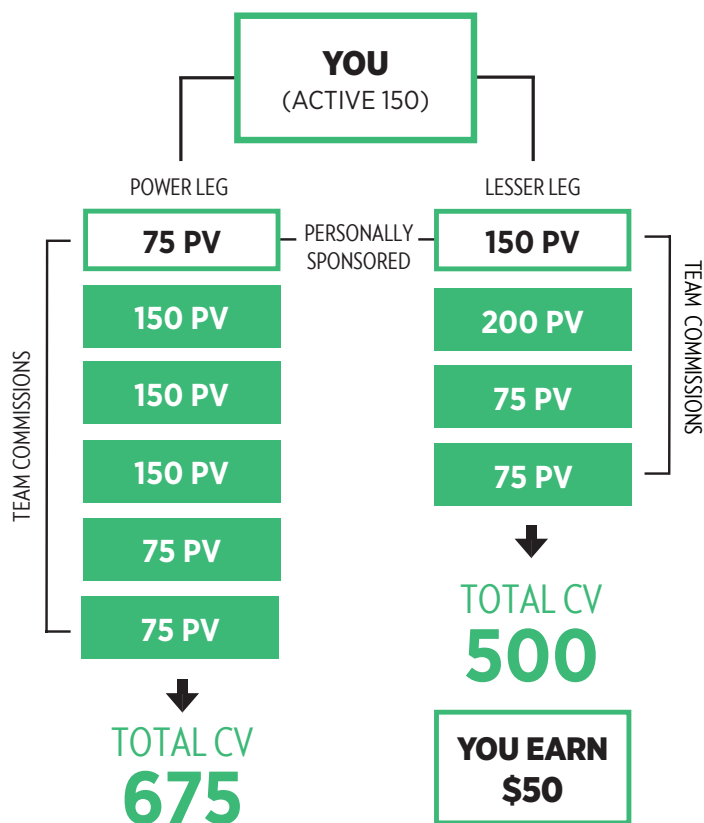 YOU
(ACTIVE 150)
POWER LEG
LESSER LEG
75 PV
PERSONALLY
SPONSORED
150 PV
TEAM COMMISSIONS
150 PV
150 PV
150 PV
75 PV
75 PV
TOTAL CV
675
200 PV
75 PV
75 PV
TEAM COMMISSIONS
TOTAL CV
500
YOU EARN
$50